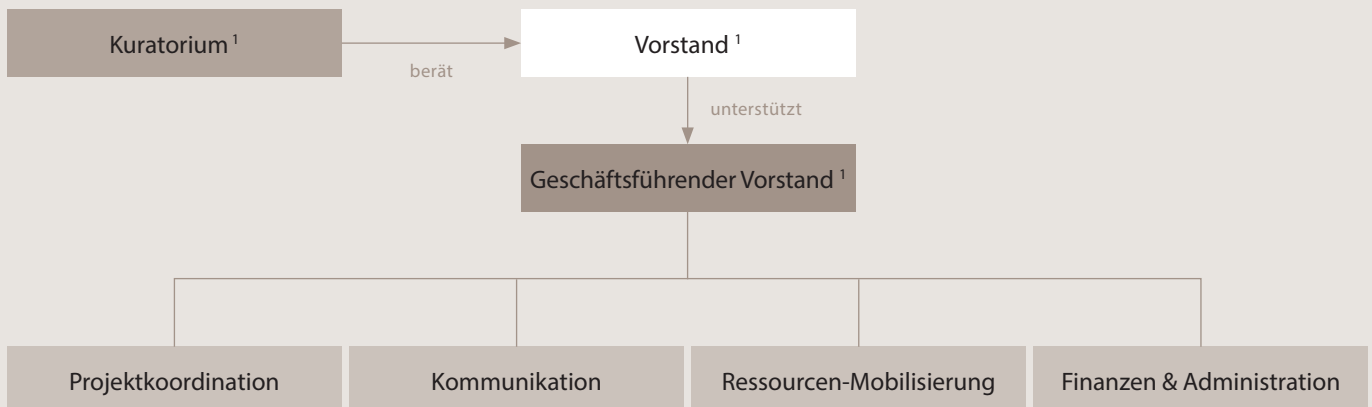 Kuratorium ¹
Vorstand ¹
berät
unterstützt
Geschäftsführender Vorstand ¹
Projektkoordination
Kommunikation
Ressourcen-Mobilisierung
Finanzen & Administration